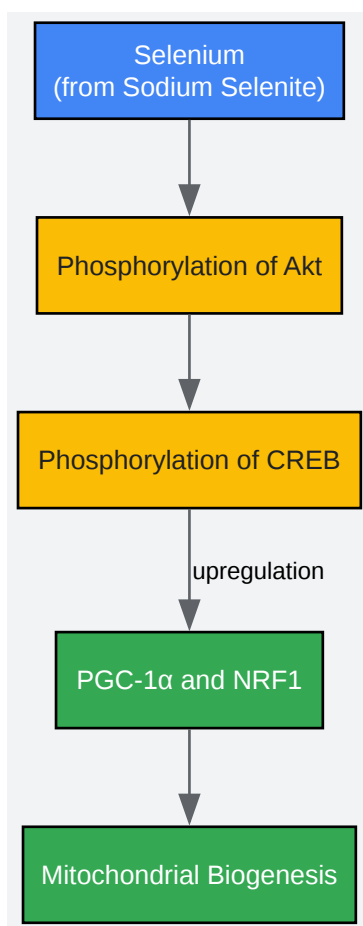 Selenium
(from Sodium Selenite)
Phosphorylation of Akt
Phosphorylation of CREB
upregulation
PGC-1α and NRF1
Mitochondrial Biogenesis